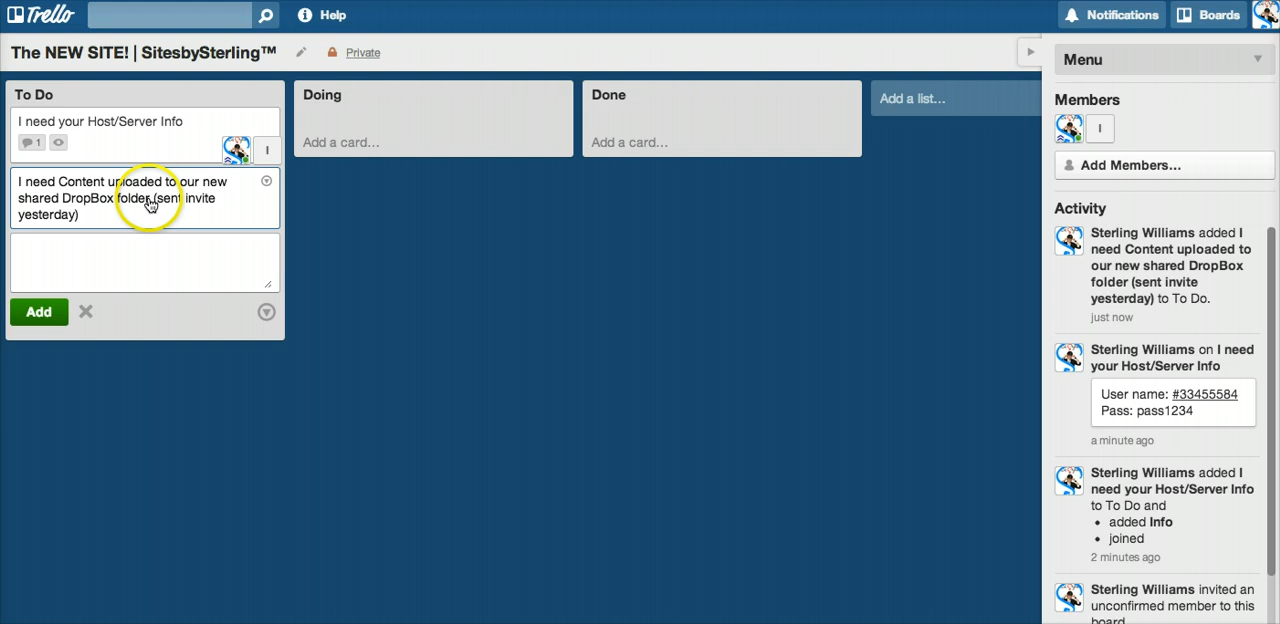 Trello
Help
Notifications
Boards
The NEW SITE! | SitesbySterling™
Private
To Do
I need your Host/Server Info
1
I
I need Content uploaded to our new
shared DropBox folder (sent invite
yesterday)
Add
Doing
Add a card...
Done
Add a card...
Add a list...
Menu
Members
I
Add Members...
Activity
Sterling Williams added I
need Content uploaded to
our new shared DropBox
folder (sent invite
yesterday) to To Do.
just now
Sterling Williams on I need
your Host/Server Info
User name: #33455584
Pass: pass1234
a minute ago
Sterling Williams added I
need your Host/Server Info
to To Do and
• added Info
• joined
2 minutes ago
Sterling Williams invited an
unconfirmed member to this
board